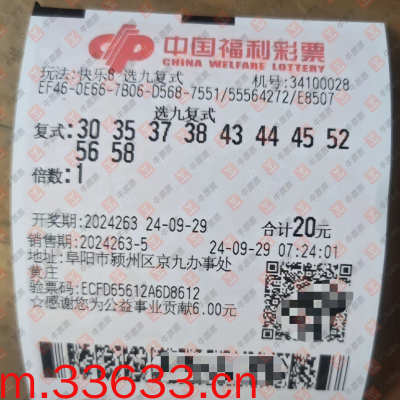 中国福利彩票
CHINA WELFARE LOTTERY
玩法:快乐8 选九复式 机号:34100028
EF46-0E66-7B06-D568-7551/55564272/E8507
选九复式
复式:30 35 37 38 43 44 45 52
56 58
倍数:1
开奖期:2024263 24-09-29 合计20元
销售期:2024263-5 24-09-29 07:24:01
地址:阜阳市颍州区京九办事处
黄庄
验票码:ECFD65612A6D8612
☆感谢您为公益事业贡献6.00元
m.33633.cn